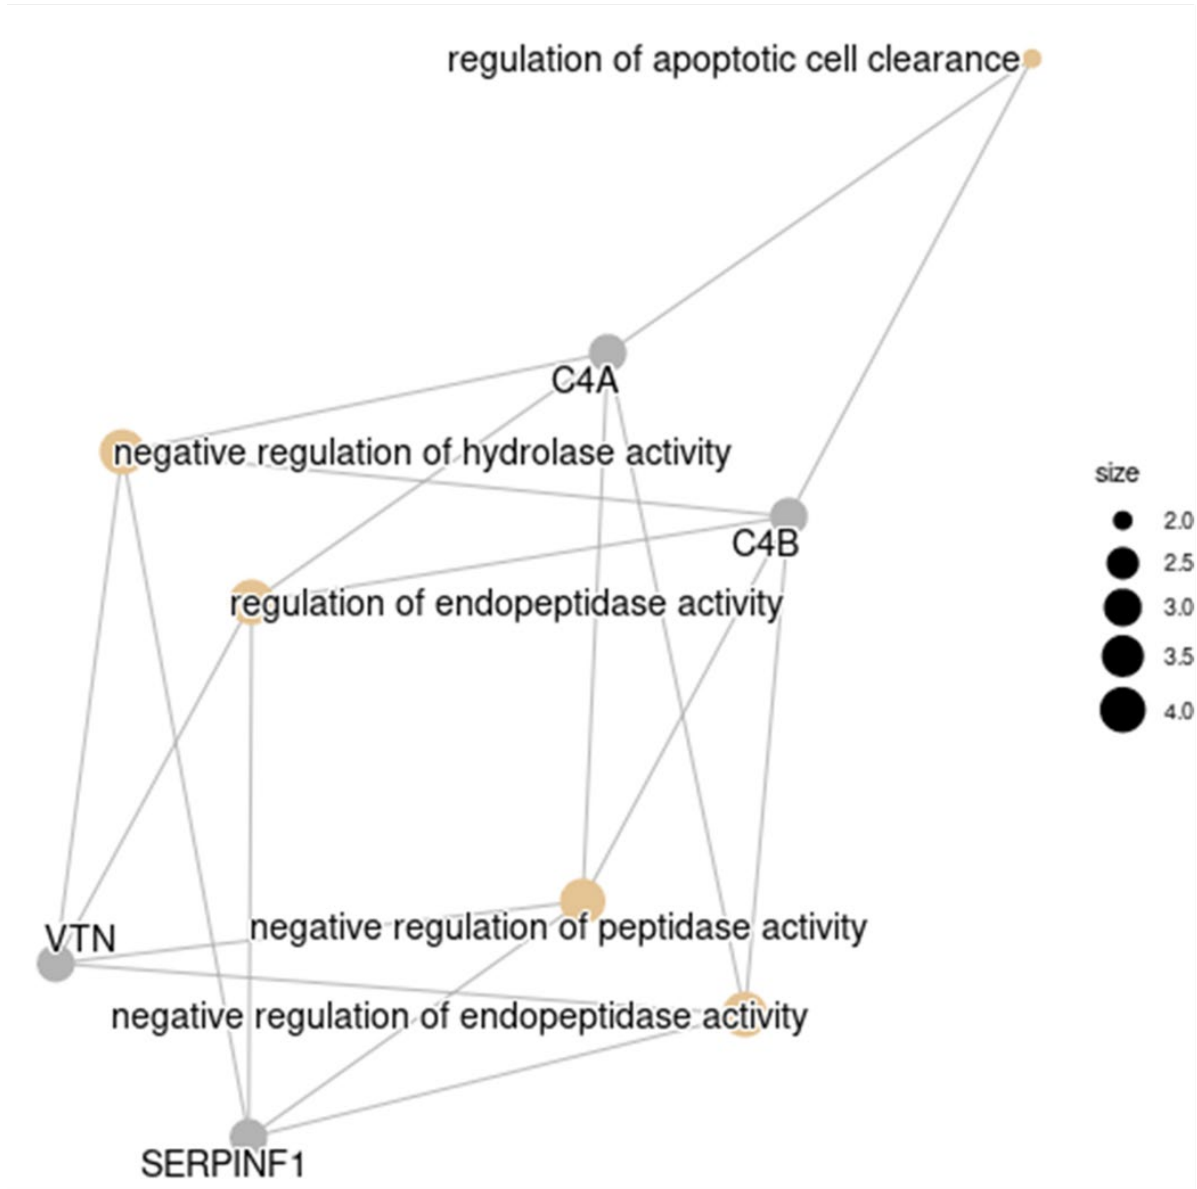 regulation of apoptotic cell clearance
C4A
negative regulation of hydrolase activity
C4B
regulation of endopeptidase activity
VTN
negative regulation of peptidase activity
negative regulation of endopeptidase activity
SERPINF1
size
2.0
2.5
3.0
3.5
4.0